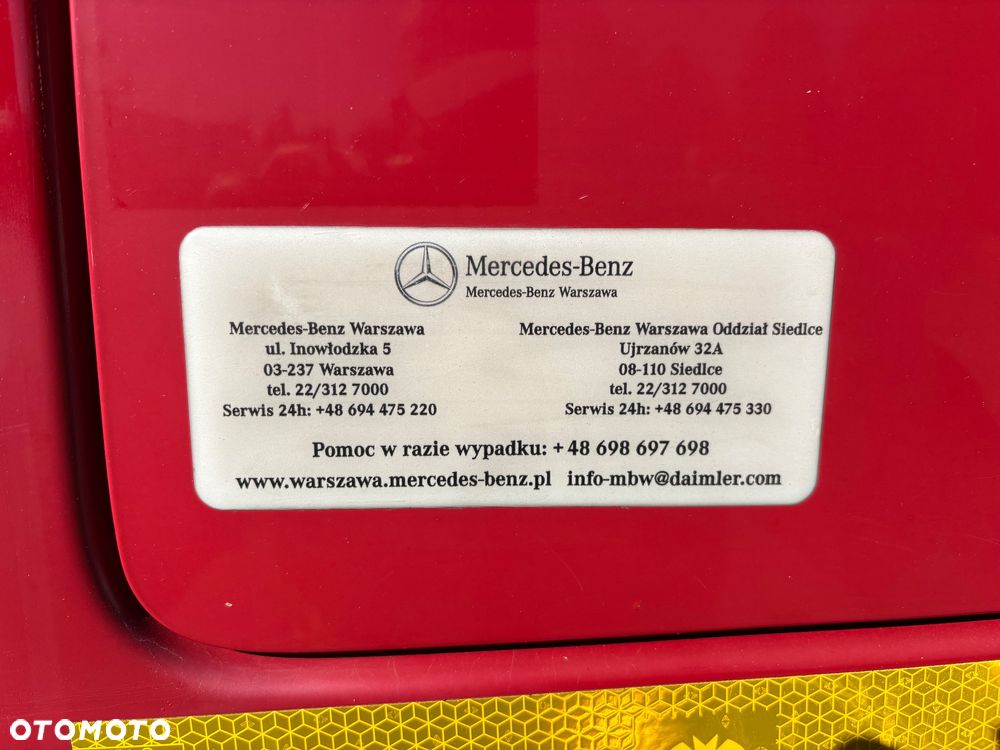 Mercedes-Benz
Mercedes-Benz Warszawa
Mercedes-Benz Warszawa
ul. Inowłodzka 5
03-237 Warszawa
tel. 22/312 7000
Serwis 24h: +48 694 475 220
Mercedes-Benz Warszawa Oddział Siedlce
Ujrzanów 32A
08-110 Siedlce
tel. 22/312 7000
Serwis 24h: +48 694 475 330
Pomoc w razie wypadku: +48 698 697 698
www.warszawa.mercedes-benz.pl info-mbw@daimler.com
OTOMOTO